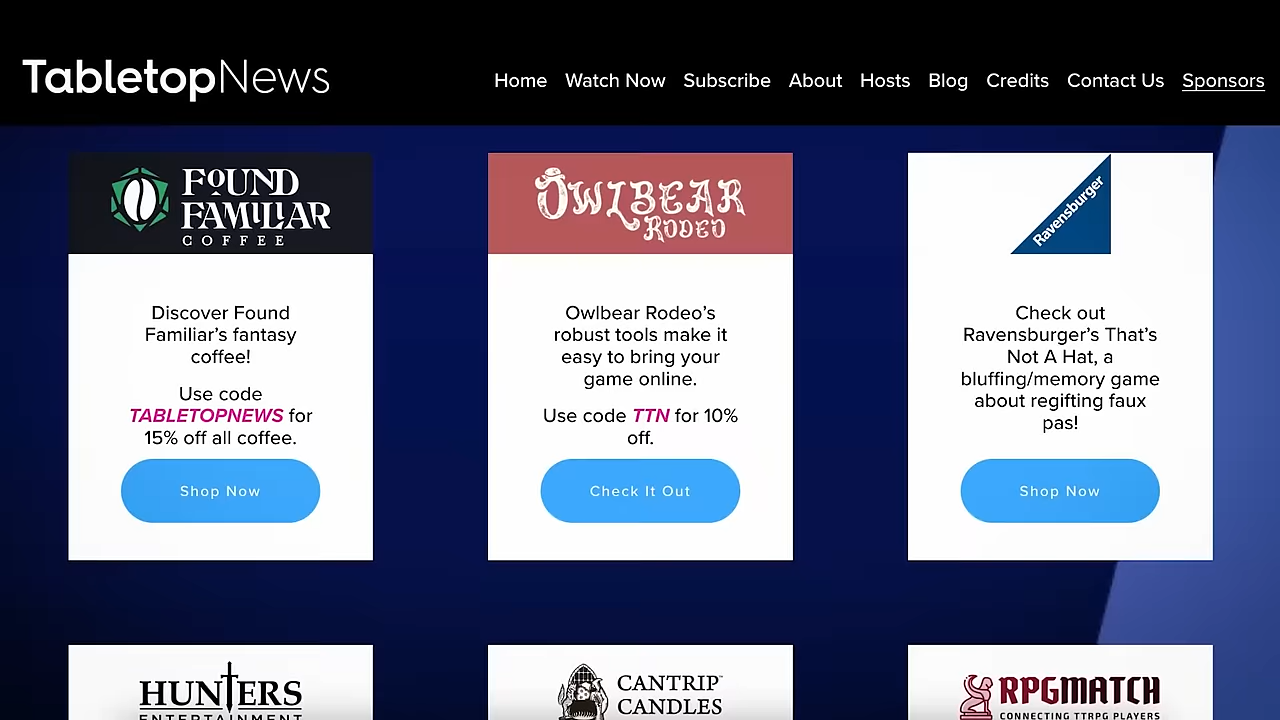 TabletopNews
Home Watch Now Subscribe About Hosts Blog Credits Contact Us Sponsors
FOUND
FAMILIAR
COFFEE
Discover Found
Familiar’s fantasy
coffee!
Use code
TABLETOPNEWS for
15% off all coffee.
Shop Now
OWLBEAR
RODEO
Owlbear Rodeo’s
robust tools make it
easy to bring your
game online.
Use code TTN for 10%
off.
Check It Out
Ravensburger
Check out
Ravensburger’s That’s
Not A Hat, a
bluffing/memory game
about regifting faux
pas!
Shop Now
HUNTERS
ENTERTAINMENT
CANTRIP™
CANDLES
RPGMATCH
CONNECTING TTRPG PLAYERS